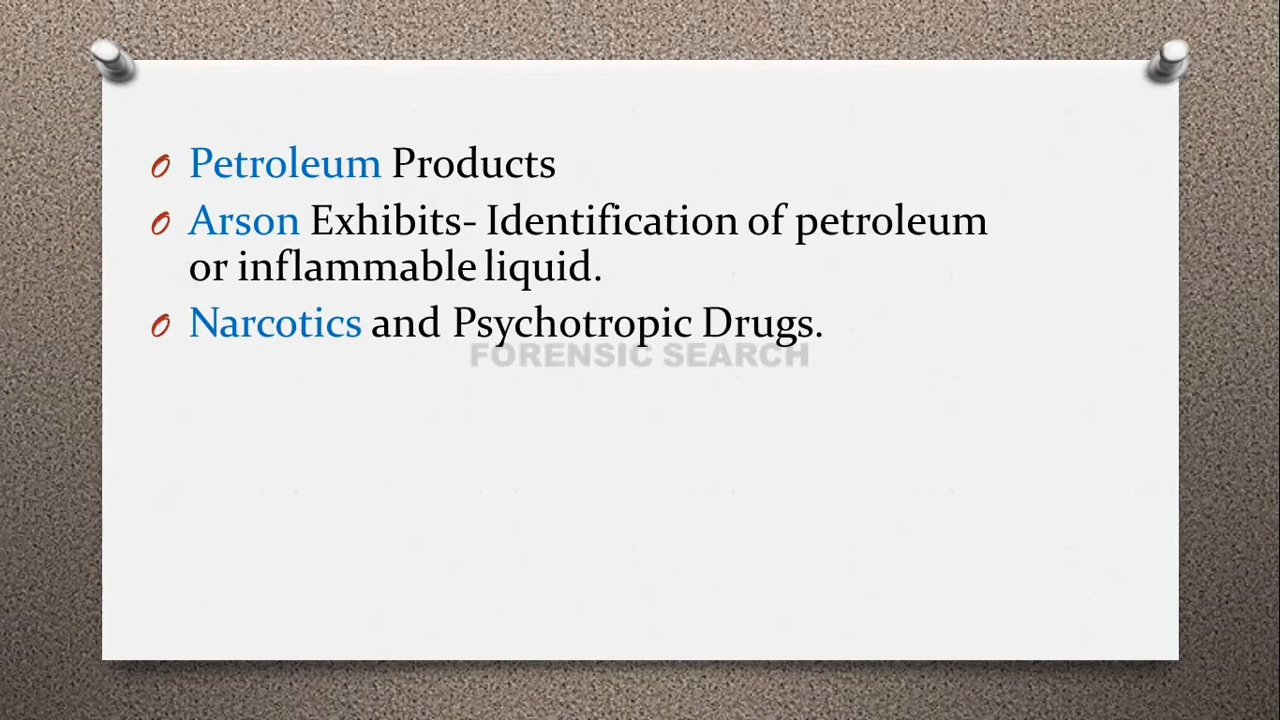 Petroleum Products
Arson Exhibits- Identification of petroleum
or inflammable liquid.
Narcotics and Psychotropic Drugs.
FORENSIC SEARCH